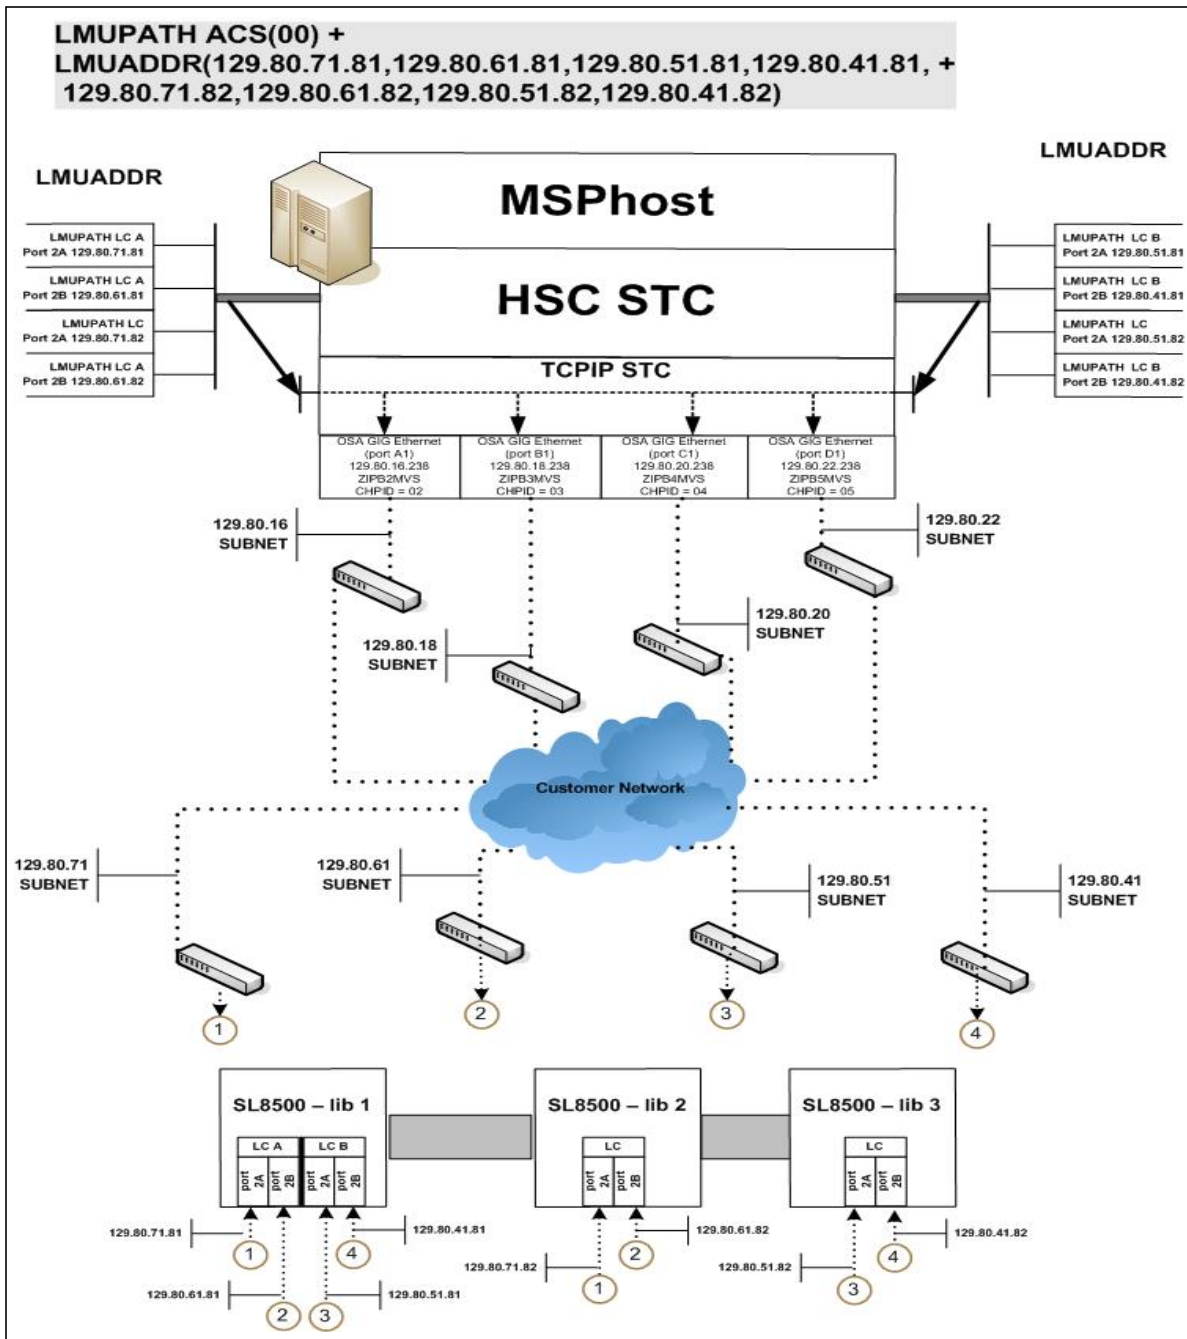 LMUPATH ACS(00) +
LMUADDR(129.80.71.81,129.80.61.81,129.80.51.81,129.80.41.81, +
129.80.71.82,129.80.61.82,129.80.51.82,129.80.41.82)
LMUADDR
LMUPATH LC A
Port 2A 129.80.71.81
LMUPATH LC A
Port 2B 129.80.61.81
LMUPATH LC
Port 2A 129.80.71.82
LMUPATH LC A
Port 2B 129.80.61.82
MSPhost
HSC STC
TCPIP STC
LMUADDR
LMUPATH LC B
Port 2A 129.80.51.81
LMUPATH LC B
Port 2B 129.80.41.81
LMUPATH LC
Port 2A 129.80.51.82
LMUPATH LC B
Port 2B 129.80.41.82
OSA GIG Ethernet
(port A1)
129.80.16.238
ZIPB2MVS
CHPID = 02
OSA GIG Ethernet
(port B1)
129.80.18.238
ZIPB3MVS
CHPID = 03
OSA GIG Ethernet
(port C1)
129.80.20.238
ZIPB4MVS
CHPID = 04
OSA GIG Ethernet
(port D1)
129.80.22.238
ZIPB5MVS
CHPID = 05
129.80.16
SUBNET
129.80.22
SUBNET
129.80.18
SUBNET
129.80.20
SUBNET
Customer Network
129.80.71
SUBNET
129.80.61
SUBNET
129.80.51
SUBNET
129.80.41
SUBNET
1
2
3
4
SL8500 – lib 1
LC A
LC B
port 2A
port 2B
port 2A
port 2B
129.80.71.81
1
129.80.61.81
2
3
129.80.51.81
4
129.80.41.81
SL8500 – lib 2
LC
port 2A
port 2B
129.80.71.82
1
2
129.80.61.82
SL8500 – lib 3
LC
port 2A
port 2B
129.80.51.82
3
4
129.80.41.82